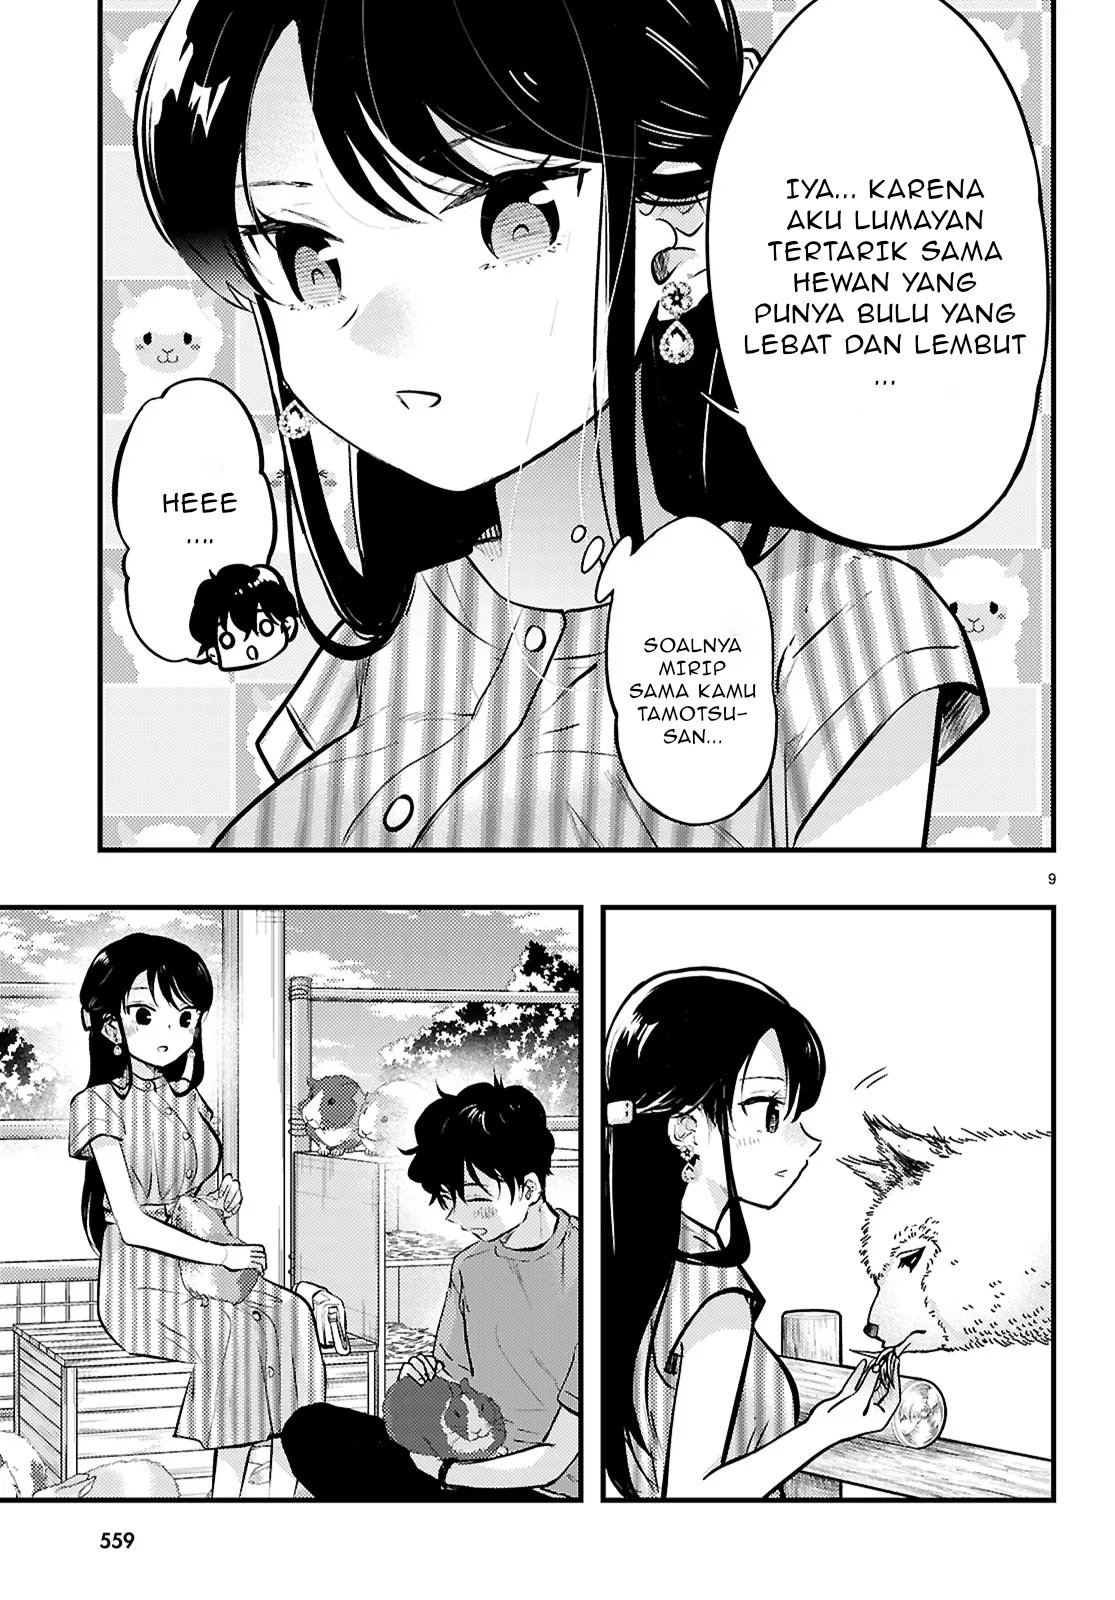 IYA... KARENA
AKU LUMAYAN
TERTARIK SAMA
HEWAN YANG
PUNYA BULU YANG
LEBAT DAN LEMBUT
...
SOALNYA
MIRIP
SAMA KAMU
TAMOTSU-
SAN...
HEEE
....
9
559